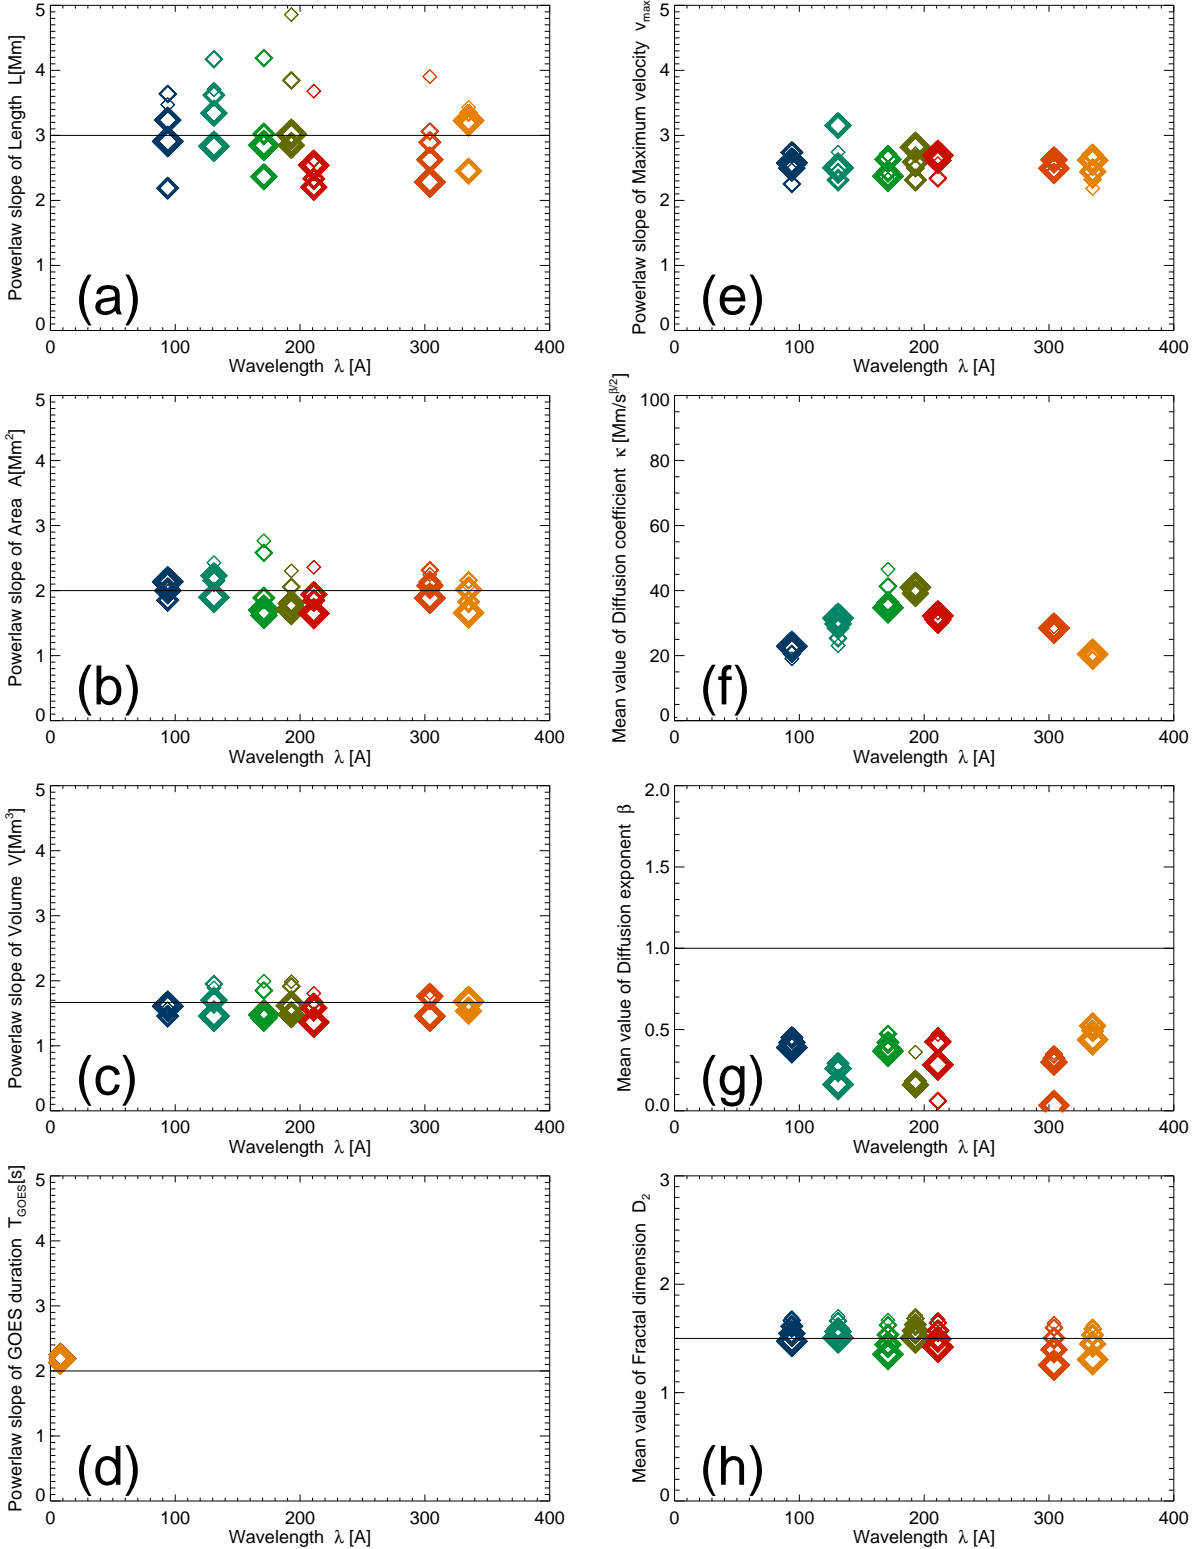 Powerlaw slope of Length L[Mm]
5
4
3
2
1
0
(a)
0 100 200 300 400
Wavelength λ [A]
Powerlaw slope of Maximum velocity vmax
5
4
3
2
1
0
(e)
0 100 200 300 400
Wavelength λ [A]
Powerlaw slope of Area A[Mm²]
5
4
3
2
1
0
(b)
0 100 200 300 400
Wavelength λ [A]
Mean value of Diffusion coefficient κ [Mm/s^β/2]
100
80
60
40
20
0
(f)
0 100 200 300 400
Wavelength λ [A]
Powerlaw slope of Volume V[Mm³]
5
4
3
2
1
0
(c)
0 100 200 300 400
Wavelength λ [A]
Mean value of Diffusion exponent β
2.0
1.5
1.0
0.5
0.0
(g)
0 100 200 300 400
Wavelength λ [A]
Powerlaw slope of GOES duration T_GOES[s]
5
4
3
2
1
0
(d)
0 100 200 300 400
Wavelength λ [A]
Mean value of Fractal dimension D₂
3
2
1
0
(h)
0 100 200 300 400
Wavelength λ [A]